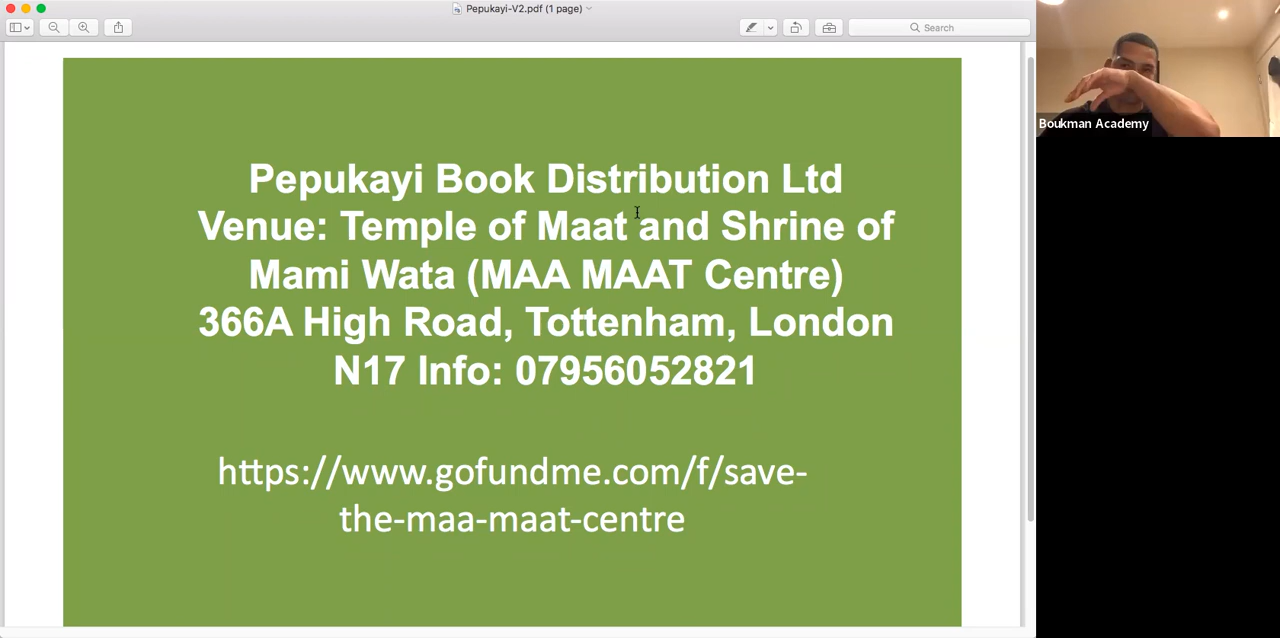 Pepukayi-V2.pdf (1 page)
Search
Pepukayi Book Distribution Ltd
Venue: Temple of Maat and Shrine of
Mami Wata (MAA MAAT Centre)
366A High Road, Tottenham, London
N17 Info: 07956052821
https://www.gofundme.com/f/save-
the-maa-maat-centre
Boukman Academy